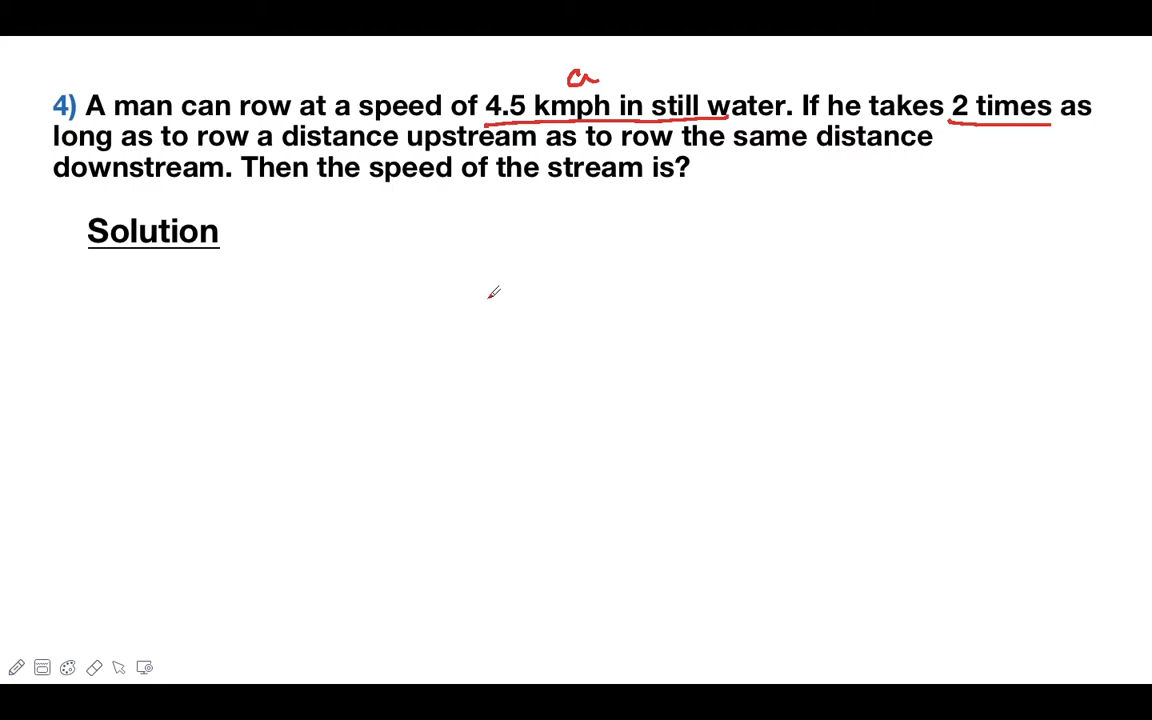 4) A man can row at a speed of 4.5 kmph in still water. If he takes 2 times as
long as to row a distance upstream as to row the same distance
downstream. Then the speed of the stream is?
Solution